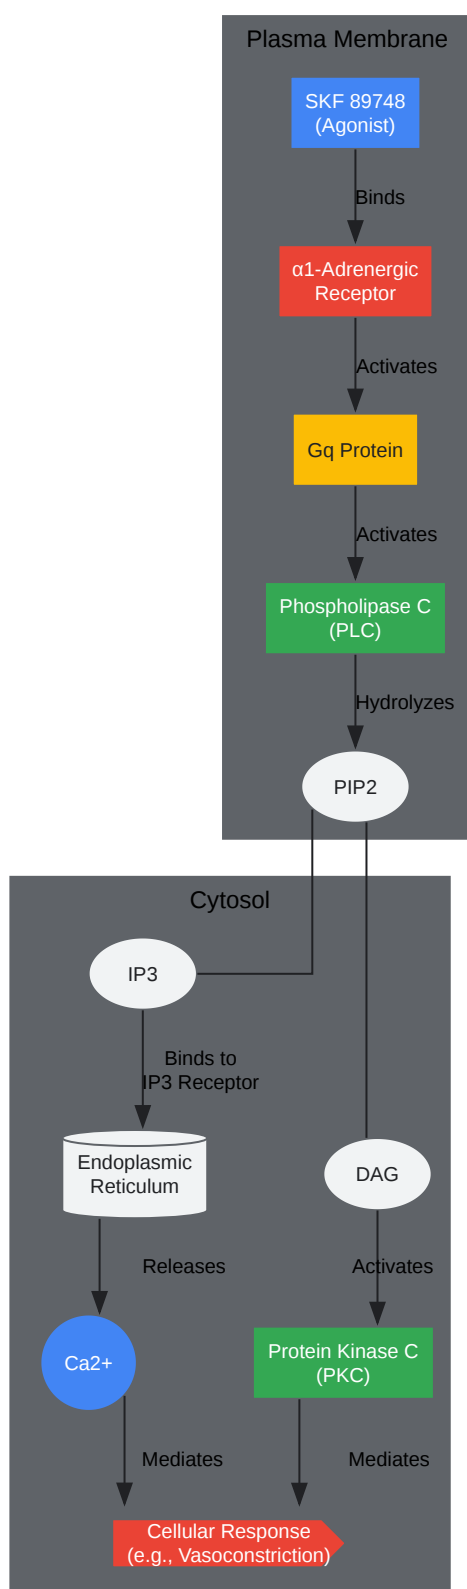 Plasma Membrane
SKF 89748
(Agonist)
Binds
α1-Adrenergic
Receptor
Activates
Gq Protein
Activates
Phospholipase C
(PLC)
Hydrolyzes
PIP2
Cytosol
IP3
Binds to
IP3 Receptor
Endoplasmic
Reticulum
DAG
Releases
Activates
Ca2+
Protein Kinase C
(PKC)
Mediates
Mediates
Cellular Response
(e.g., Vasoconstriction)